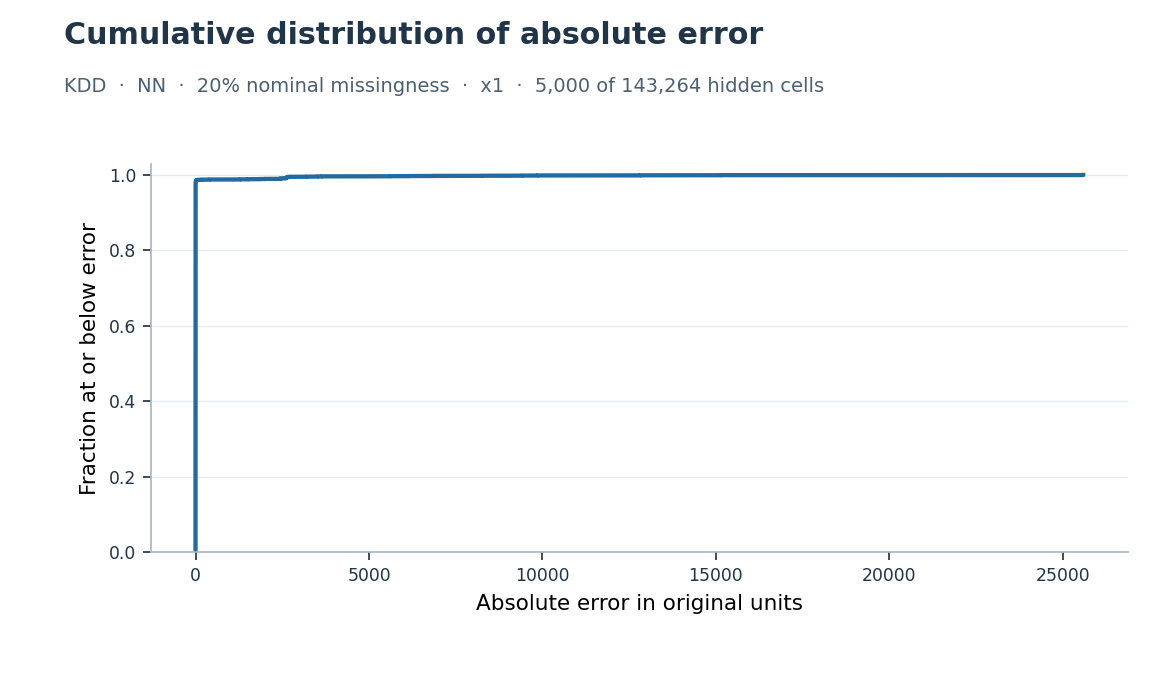 Cumulative distribution of absolute error
KDD · NN · 20% nominal missingness · x1 · 5,000 of 143,264 hidden cells
Fraction at or below error
1.0
0.8
0.6
0.4
0.2
0.0
0 5000 10000 15000 20000 25000
Absolute error in original units